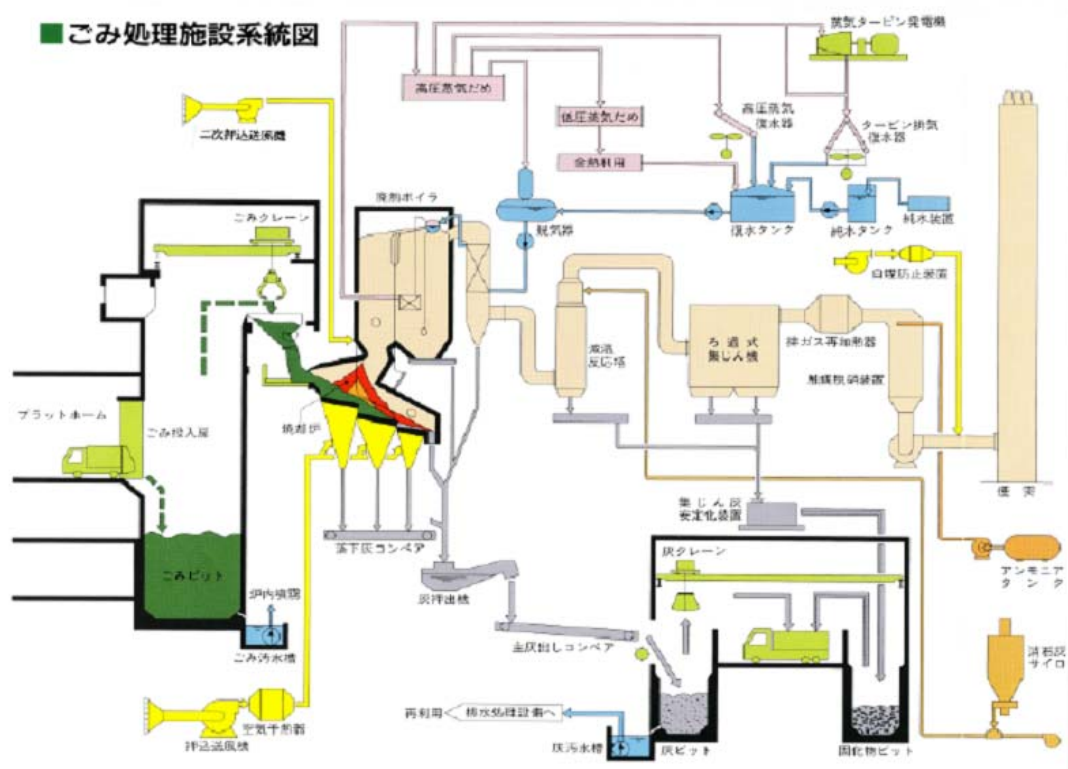 ■ごみ処理施設系統図
蒸気タービン発電機
高圧蒸気だめ
二次押込送風機
低圧蒸気だめ
高圧蒸気
復水器
タービン排気
復水器
余熱利用
廃熱ボイラ
ごみクレーン
脱気器
復水タンク
純水タンク
純水装置
白煙防止装置
減温
反応塔
ろ過式
集じん機
排ガス再加熱器
触媒脱硝装置
プラットホーム
ごみ投入扉
焼却炉
煙突
集じん灰
安定化装置
落下灰コンベア
灰クレーン
アンモニア
タンク
ごみピット
炉内噴霧
灰押出機
ごみ汚水槽
主灰出しコンベア
消石灰
サイロ
再利用
排水処理設備へ
空気予熱器
押込送風機
灰汚水槽
灰ピット
固化物ピット